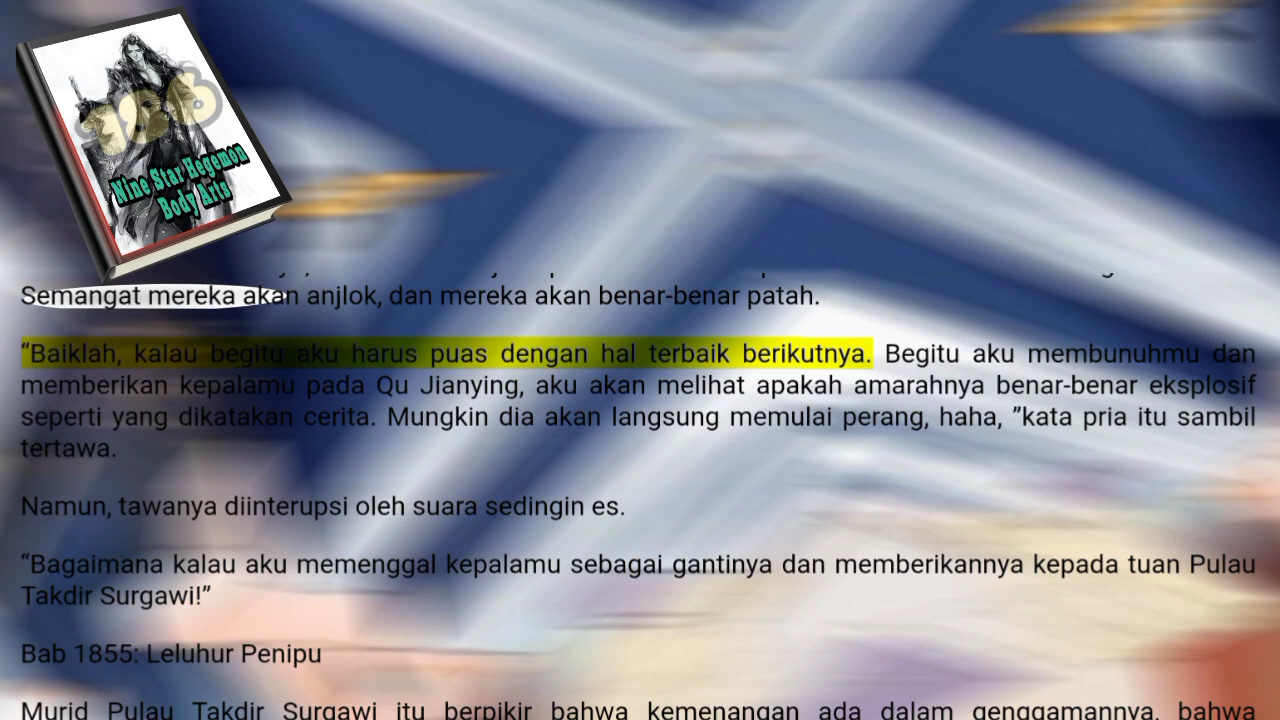 186
Nine Star Hegemon
Body Arts
Semangat mereka akan anjlok, dan mereka akan benar-benar patah.
“Baiklah, kalau begitu aku harus puas dengan hal terbaik berikutnya. Begitu aku membunuhmu dan
memberikan kepalamu pada Qu Jianying, aku akan melihat apakah amarahnya benar-benar eksplosif
seperti yang dikatakan cerita. Mungkin dia akan langsung memulai perang, haha, ”kata pria itu sambil
tertawa.
Namun, tawanya diinterupsi oleh suara sedingin es.
“Bagaimana kalau aku memenggal kepalamu sebagai gantinya dan memberikannya kepada tuan Pulau
Takdir Surgawi!”
Bab 1855: Leluhur Penipu
Murid Pulau Takdir Surgawi itu berpikir bahwa kemenangan ada dalam genggamannya, bahwa